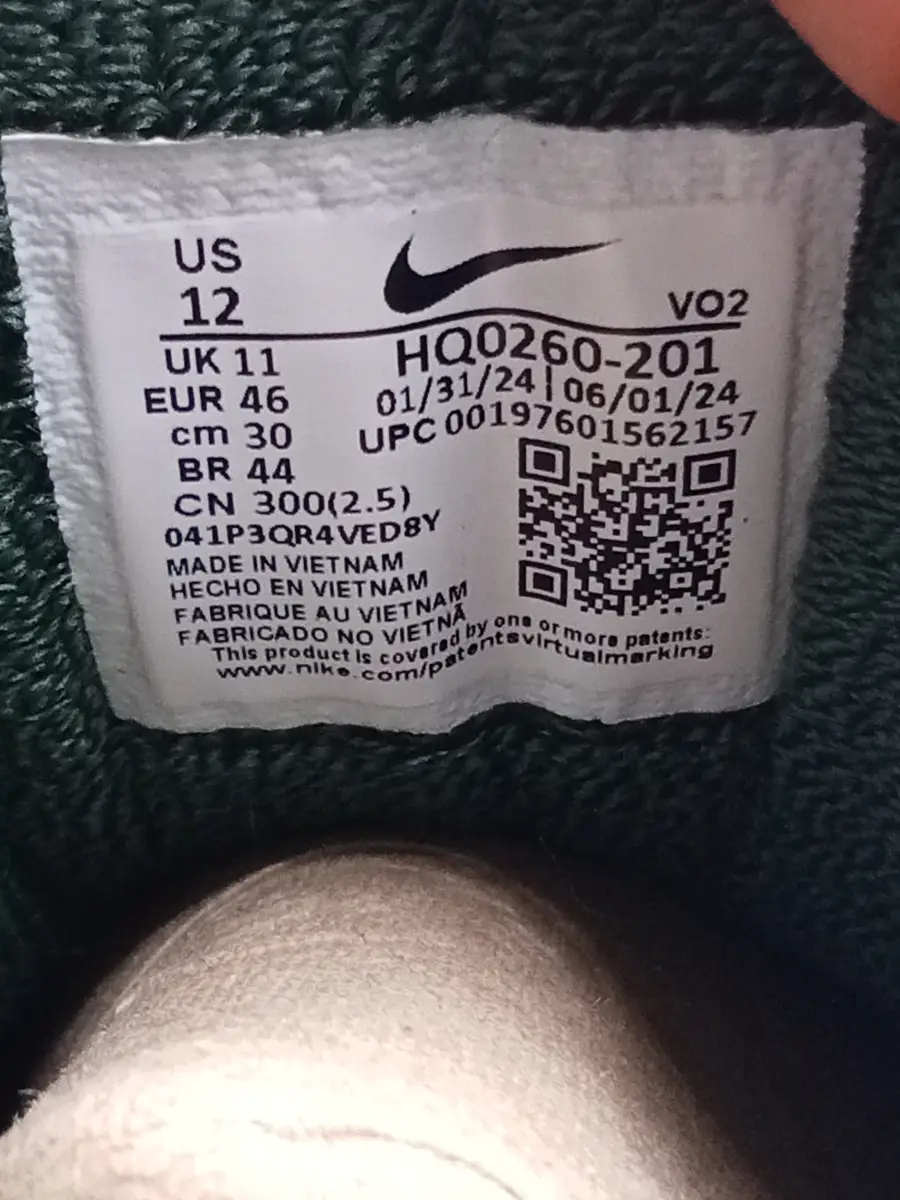 US
12
UK 11
EUR 46
cm 30
BR 44
CN 300(2.5)
041P3QR4VED8Y
VO2
HQ0260-201
01/31/24 | 06/01/24
UPC 00197601562157
MADE IN VIETNAM
HECHO EN VIETNAM
FABRIQUE AU VIETNAM
FABRICADO NO VIETNÃ
This product is covered by one or more patents:
www.nike.com/patentsvirtualmarking